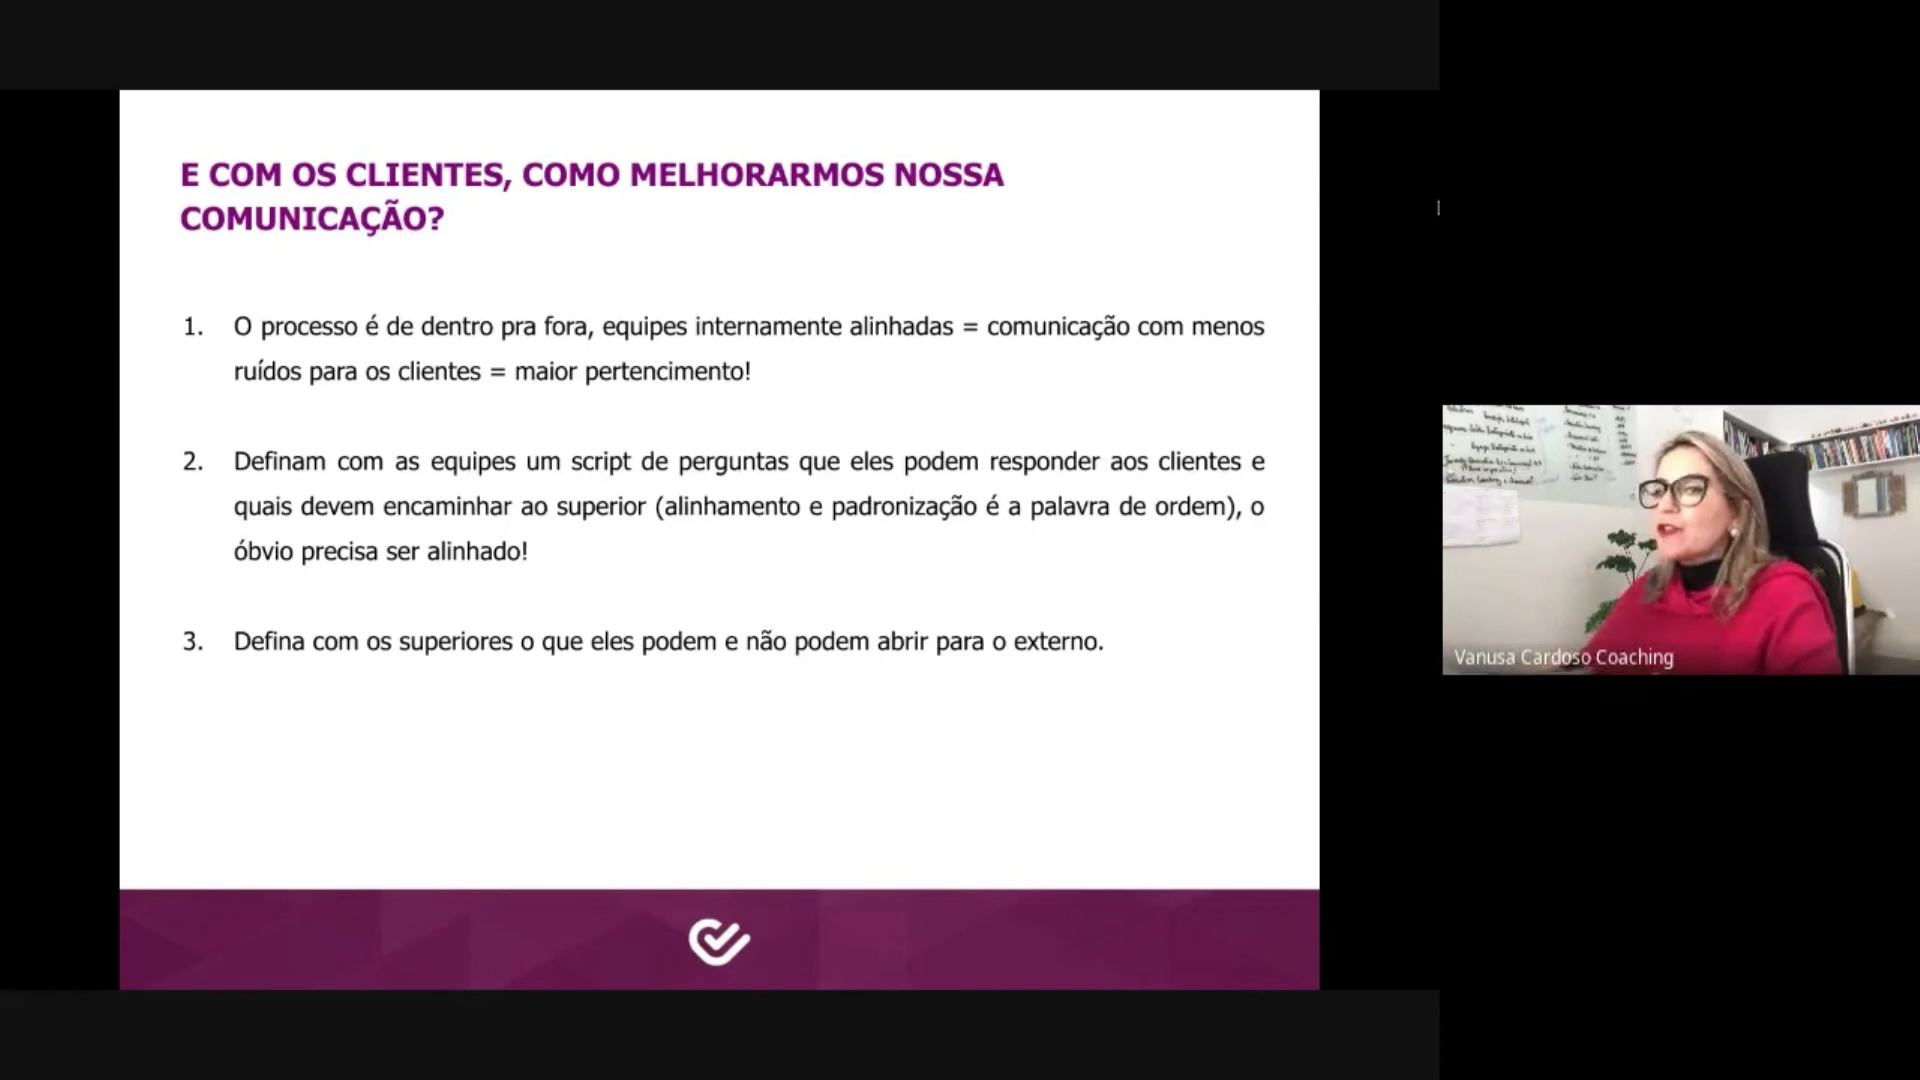 E COM OS CLIENTES, COMO MELHORARMOS NOSSA
COMUNICAÇÃO?
1. O processo é de dentro pra fora, equipes internamente alinhadas = comunicação com menos
ruídos para os clientes = maior pertencimento!
2. Definam com as equipes um script de perguntas que eles podem responder aos clientes e
quais devem encaminhar ao superior (alinhamento e padronização é a palavra de ordem), o
óbvio precisa ser alinhado!
3. Defina com os superiores o que eles podem e não podem abrir para o externo.
Vanusa Cardoso Coaching